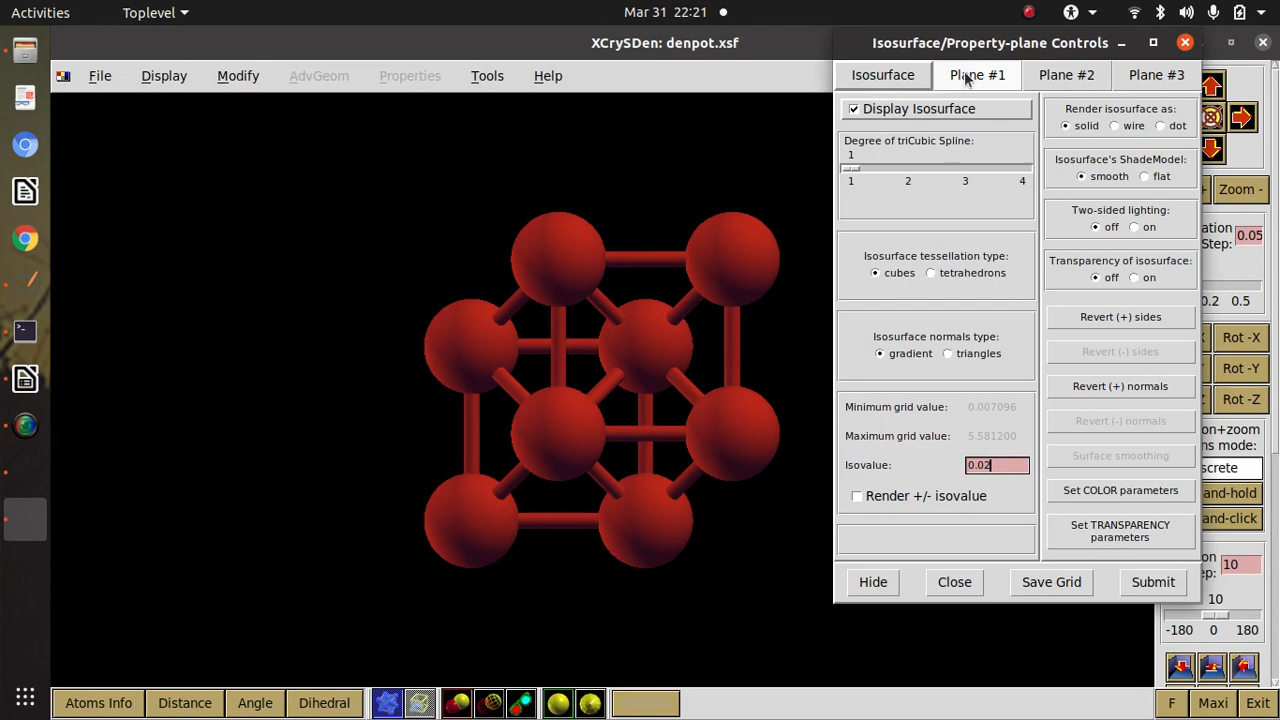 Activities Toplevel Mar 31 22:21
XCrySDen: denpot.xsf
Isosurface/Property-plane Controls
File Display Modify AdvGeom Properties Tools Help
Isosurface Plane #1 Plane #2 Plane #3
Display Isosurface
Degree of triCubic Spline:
1
1 2 3 4
Isosurface tessellation type:
cubes tetrahedrons
Isosurface normals type:
gradient triangles
Minimum grid value: 0.007096
Maximum grid value: 5.581200
Isovalue: 0.02
Render +/- isovalue
Render isosurface as:
solid wire dot
Isosurface's ShadeModel:
smooth flat
Two-sided lighting:
off on
Transparency of isosurface:
off on
Revert (+) sides
Revert (-) sides
Revert (+) normals
Revert (-) normals
Surface smoothing
Set COLOR parameters
Set TRANSPARENCY
parameters
Hide Close Save Grid Submit
Zoom -
Step: 0.05
0.2 0.5
Rot -X
Rot -Y
Rot -Z
on+zoom
mode:
10
10
-180 0 180
Atoms Info Distance Angle Dihedral
F Maxi Exit